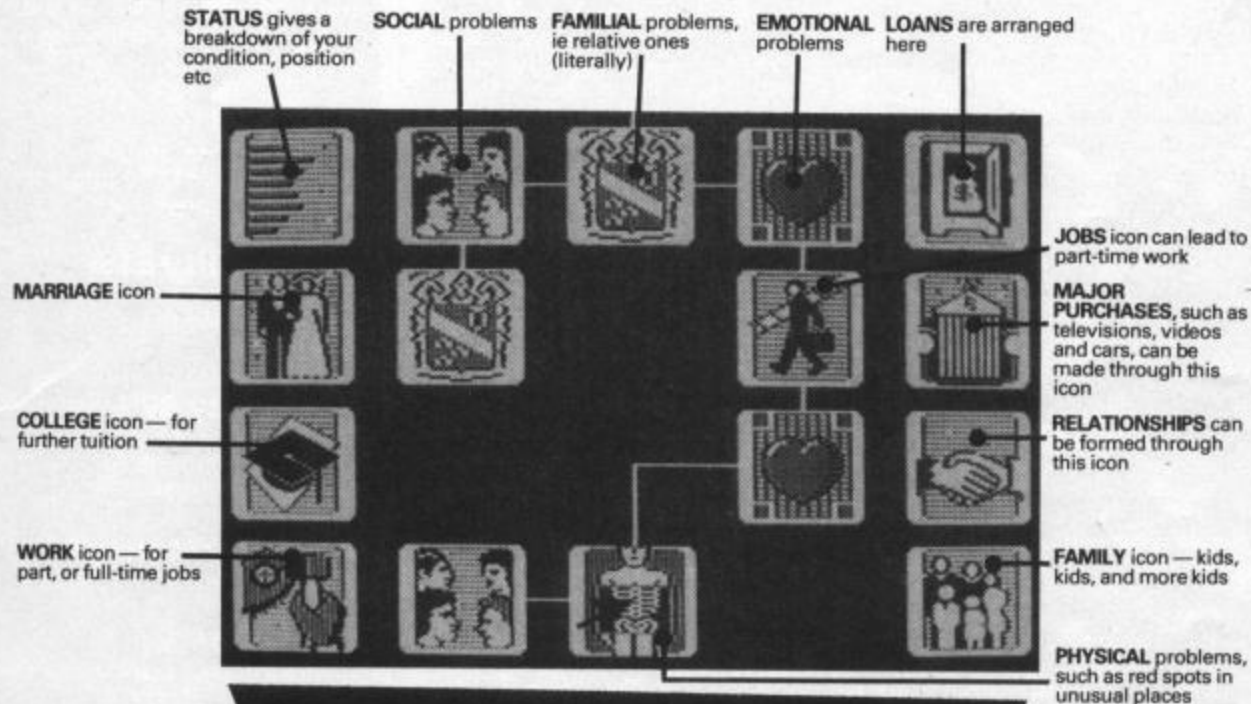 STATUS gives a
breakdown of your
condition, position
etc
SOCIAL problems
FAMILIAL problems,
ie relative ones
(literally)
EMOTIONAL
problems
LOANS are arranged
here
JOBS icon can lead to
part-time work
MARRIAGE icon
MAJOR
PURCHASES, such as
televisions, videos
and cars, can be
made through this
icon
COLLEGE icon — for
further tuition
RELATIONSHIPS can
be formed through
this icon
WORK icon — for
part, or full-time jobs
FAMILY icon — kids,
kids, and more kids
PHYSICAL problems,
such as red spots in
unusual places